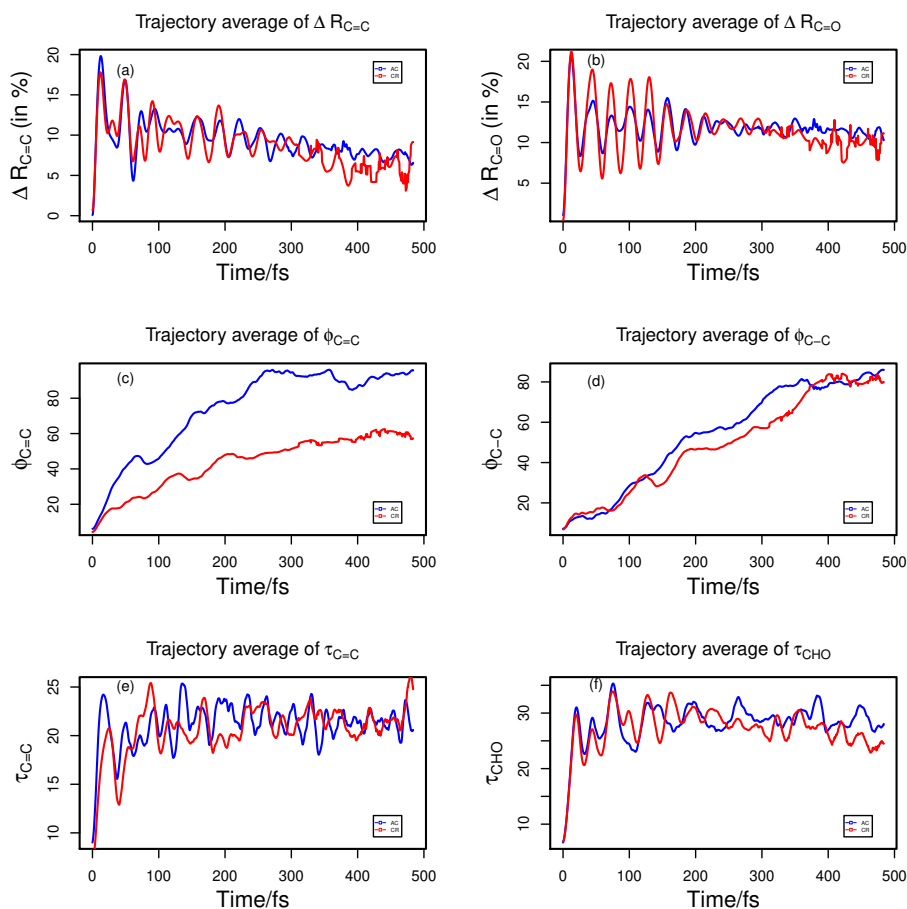 Trajectory average of Δ R_C=C
Trajectory average of Δ R_C=O
Δ R_C=C (in %)
0 5 10 15 20
(a)
AC
CR
0 100 200 300 400 500
Time/fs
Δ R_C=O (in %)
5 10 15 20
(b)
AC
CR
0 100 200 300 400 500
Time/fs
Trajectory average of ϕ_C=C
Trajectory average of ϕ_C−C
ϕ_C=C
20 40 60 80
(c)
AC
CR
0 100 200 300 400 500
Time/fs
ϕ_C−C
20 40 60 80
(d)
AC
CR
0 100 200 300 400 500
Time/fs
Trajectory average of τ_C=C
Trajectory average of τ_CHO
τ_C=C
10 15 20 25
(e)
AC
CR
0 100 200 300 400 500
Time/fs
τ_CHO
10 20 30
(f)
AC
CR
0 100 200 300 400 500
Time/fs